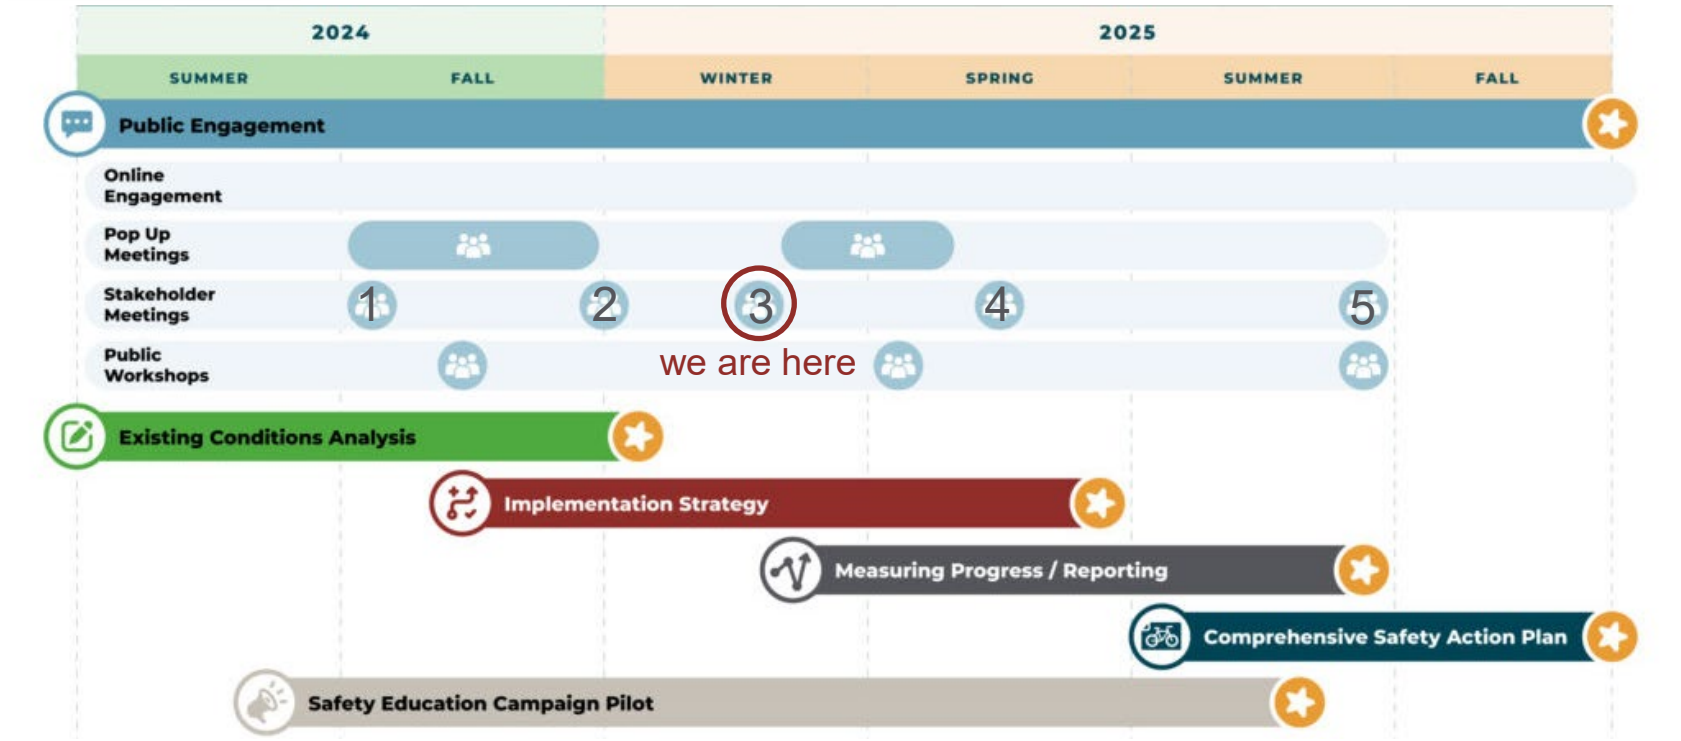 2024
2025
SUMMER
FALL
WINTER
SPRING
SUMMER
FALL
Public Engagement
Online
Engagement
Pop Up
Meetings
Stakeholder
Meetings
1
2
3
4
5
we are here
Public
Workshops
Existing Conditions Analysis
Implementation Strategy
Measuring Progress / Reporting
Comprehensive Safety Action Plan
Safety Education Campaign Pilot